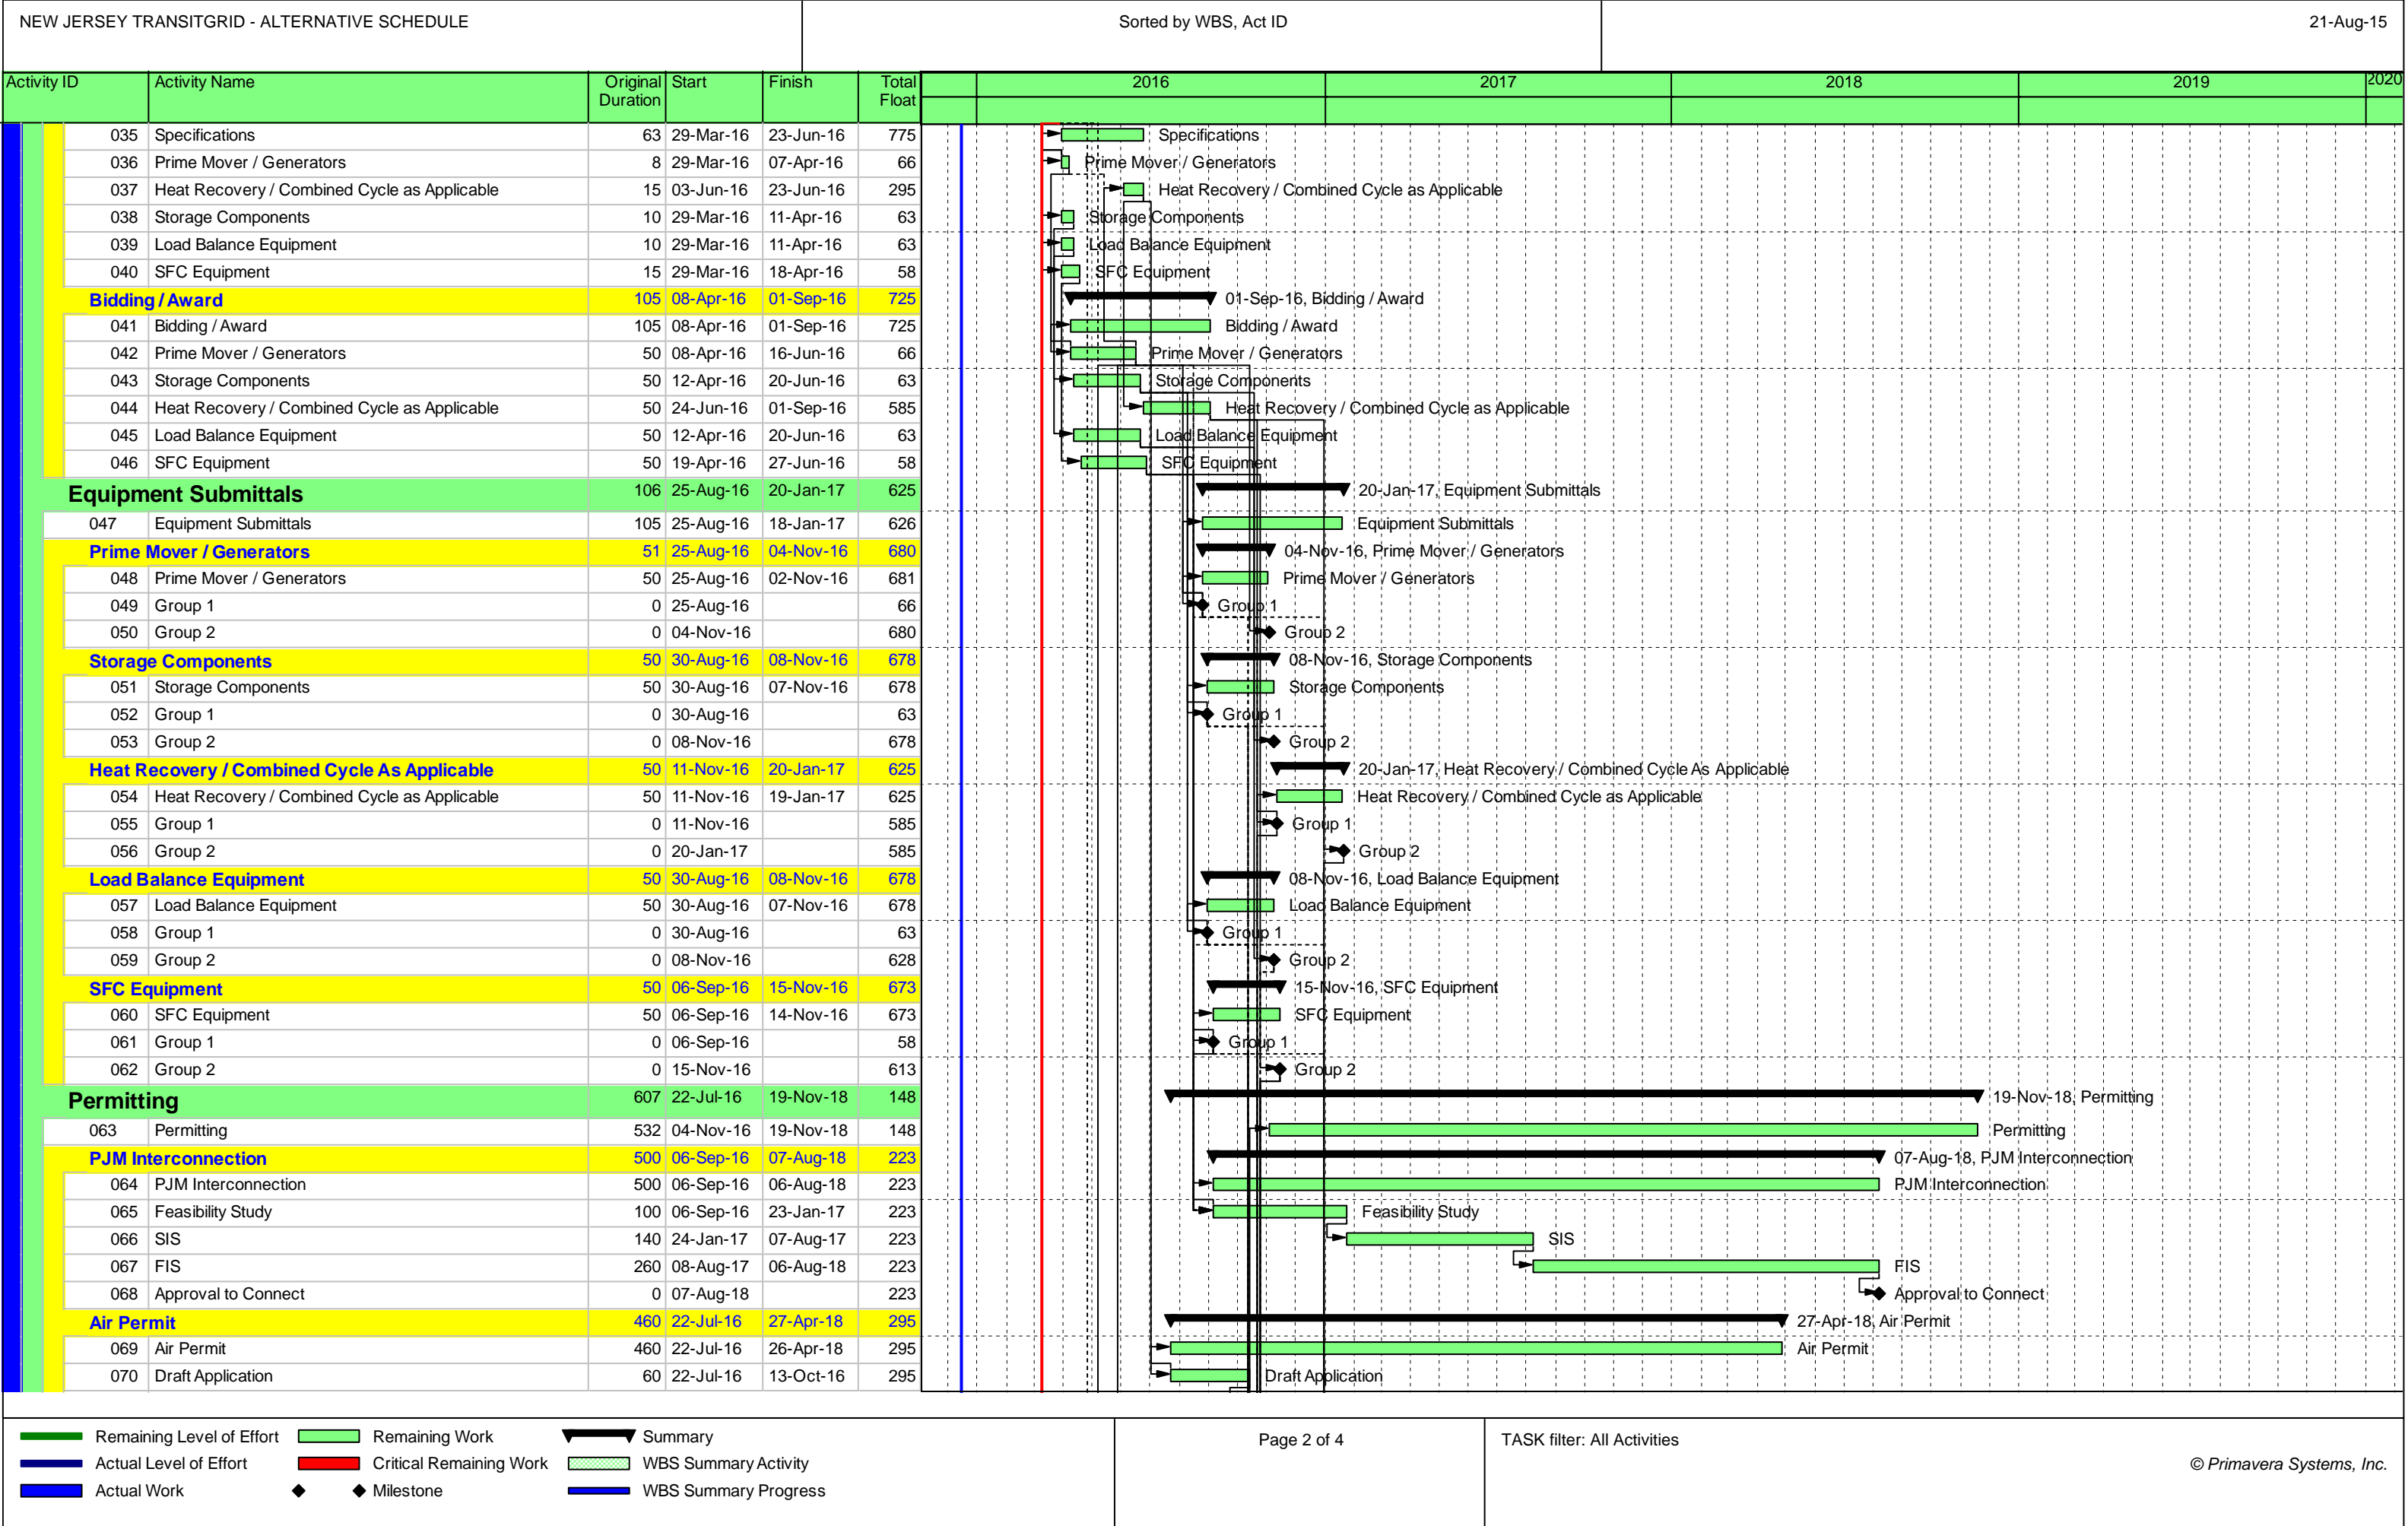 NEW JERSEY TRANSITGRID - ALTERNATIVE SCHEDULE Sorted by WBS, Act ID 21-Aug-15
Activity ID Activity Name Original Duration Start Finish Total Float 2016 2017 2018 2019 2020
035 Specifications 63 29-Mar-16 23-Jun-16 775 Specifications
036 Prime Mover / Generators 8 29-Mar-16 07-Apr-16 66 Prime Mover / Generators
037 Heat Recovery / Combined Cycle as Applicable 15 03-Jun-16 23-Jun-16 295 Heat Recovery / Combined Cycle as Applicable
038 Storage Components 10 29-Mar-16 11-Apr-16 63 Storage Components
039 Load Balance Equipment 10 29-Mar-16 11-Apr-16 63 Load Balance Equipment
040 SFC Equipment 15 29-Mar-16 18-Apr-16 58 SFC Equipment
Bidding / Award 105 08-Apr-16 01-Sep-16 725 01-Sep-16, Bidding / Award
041 Bidding / Award 105 08-Apr-16 01-Sep-16 725 Bidding / Award
042 Prime Mover / Generators 50 08-Apr-16 16-Jun-16 66 Prime Mover / Generators
043 Storage Components 50 12-Apr-16 20-Jun-16 63 Storage Components
044 Heat Recovery / Combined Cycle as Applicable 50 24-Jun-16 01-Sep-16 585 Heat Recovery / Combined Cycle as Applicable
045 Load Balance Equipment 50 12-Apr-16 20-Jun-16 63 Load Balance Equipment
046 SFC Equipment 50 19-Apr-16 27-Jun-16 58 SFC Equipment
Equipment Submittals 106 25-Aug-16 20-Jan-17 625 20-Jan-17, Equipment Submittals
047 Equipment Submittals 105 25-Aug-16 18-Jan-17 626 Equipment Submittals
Prime Mover / Generators 51 25-Aug-16 04-Nov-16 680 04-Nov-16, Prime Mover / Generators
048 Prime Mover / Generators 50 25-Aug-16 02-Nov-16 681 Prime Mover / Generators
049 Group 1 0 25-Aug-16 66 Group 1
050 Group 2 0 04-Nov-16 680 Group 2
Storage Components 50 30-Aug-16 08-Nov-16 678 08-Nov-16, Storage Components
051 Storage Components 50 30-Aug-16 07-Nov-16 678 Storage Components
052 Group 1 0 30-Aug-16 63 Group 1
053 Group 2 0 08-Nov-16 678 Group 2
Heat Recovery / Combined Cycle As Applicable 50 11-Nov-16 20-Jan-17 625 20-Jan-17, Heat Recovery / Combined Cycle As Applicable
054 Heat Recovery / Combined Cycle as Applicable 50 11-Nov-16 19-Jan-17 625 Heat Recovery / Combined Cycle as Applicable
055 Group 1 0 11-Nov-16 585 Group 1
056 Group 2 0 20-Jan-17 585 Group 2
Load Balance Equipment 50 30-Aug-16 08-Nov-16 678 08-Nov-16, Load Balance Equipment
057 Load Balance Equipment 50 30-Aug-16 07-Nov-16 678 Load Balance Equipment
058 Group 1 0 30-Aug-16 63 Group 1
059 Group 2 0 08-Nov-16 628 Group 2
SFC Equipment 50 06-Sep-16 15-Nov-16 673 15-Nov-16, SFC Equipment
060 SFC Equipment 50 06-Sep-16 14-Nov-16 673 SFC Equipment
061 Group 1 0 06-Sep-16 58 Group 1
062 Group 2 0 15-Nov-16 613 Group 2
Permitting 607 22-Jul-16 19-Nov-18 148 19-Nov-18, Permitting
063 Permitting 532 04-Nov-16 19-Nov-18 148 Permitting
PJM Interconnection 500 06-Sep-16 07-Aug-18 223 07-Aug-18, PJM Interconnection
064 PJM Interconnection 500 06-Sep-16 06-Aug-18 223 PJM Interconnection
065 Feasibility Study 100 06-Sep-16 23-Jan-17 223 Feasibility Study
066 SIS 140 24-Jan-17 07-Aug-17 223 SIS
067 FIS 260 08-Aug-17 06-Aug-18 223 FIS
068 Approval to Connect 0 07-Aug-18 223 Approval to Connect
Air Permit 460 22-Jul-16 27-Apr-18 295 27-Apr-18, Air Permit
069 Air Permit 460 22-Jul-16 26-Apr-18 295 Air Permit
070 Draft Application 60 22-Jul-16 13-Oct-16 295 Draft Application
Remaining Level of Effort Remaining Work Summary Page 2 of 4 TASK filter: All Activities
Actual Level of Effort Critical Remaining Work WBS Summary Activity © Primavera Systems, Inc.
Actual Work Milestone WBS Summary Progress